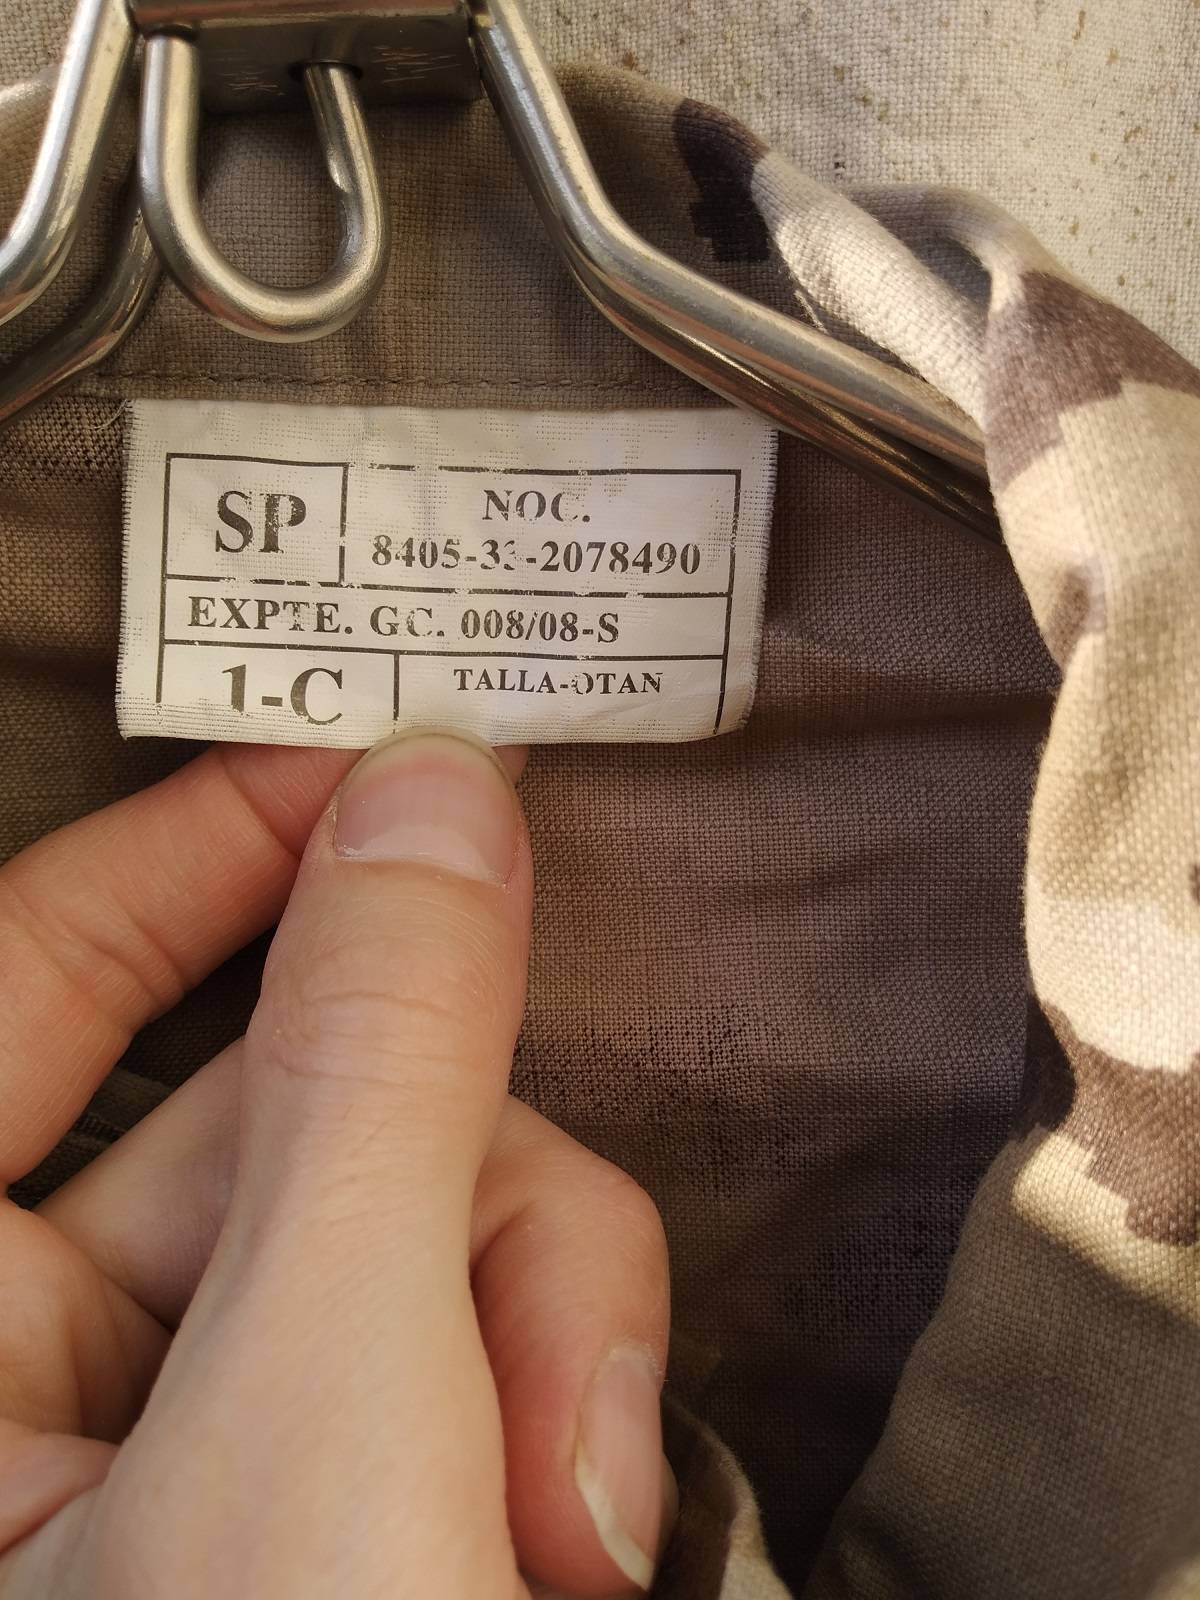 SP
NOC.
8405-33-2078490
EXPTE. GC. 008/08-S
1-C
TALLA-OTAN